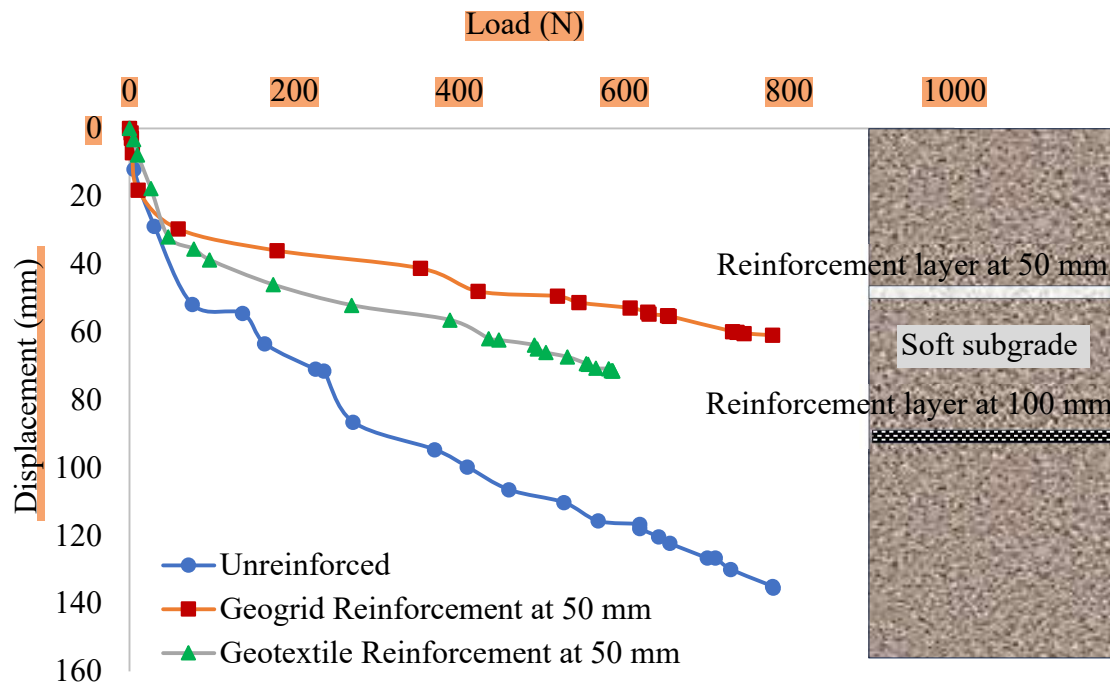 Load (N)
0 200 400 600 800 1000
0
20
40
60
80
100
120
140
160
Displacement (mm)
Reinforcement layer at 50 mm
Soft subgrade
Reinforcement layer at 100 mm
Unreinforced
Geogrid Reinforcement at 50 mm
Geotextile Reinforcement at 50 mm